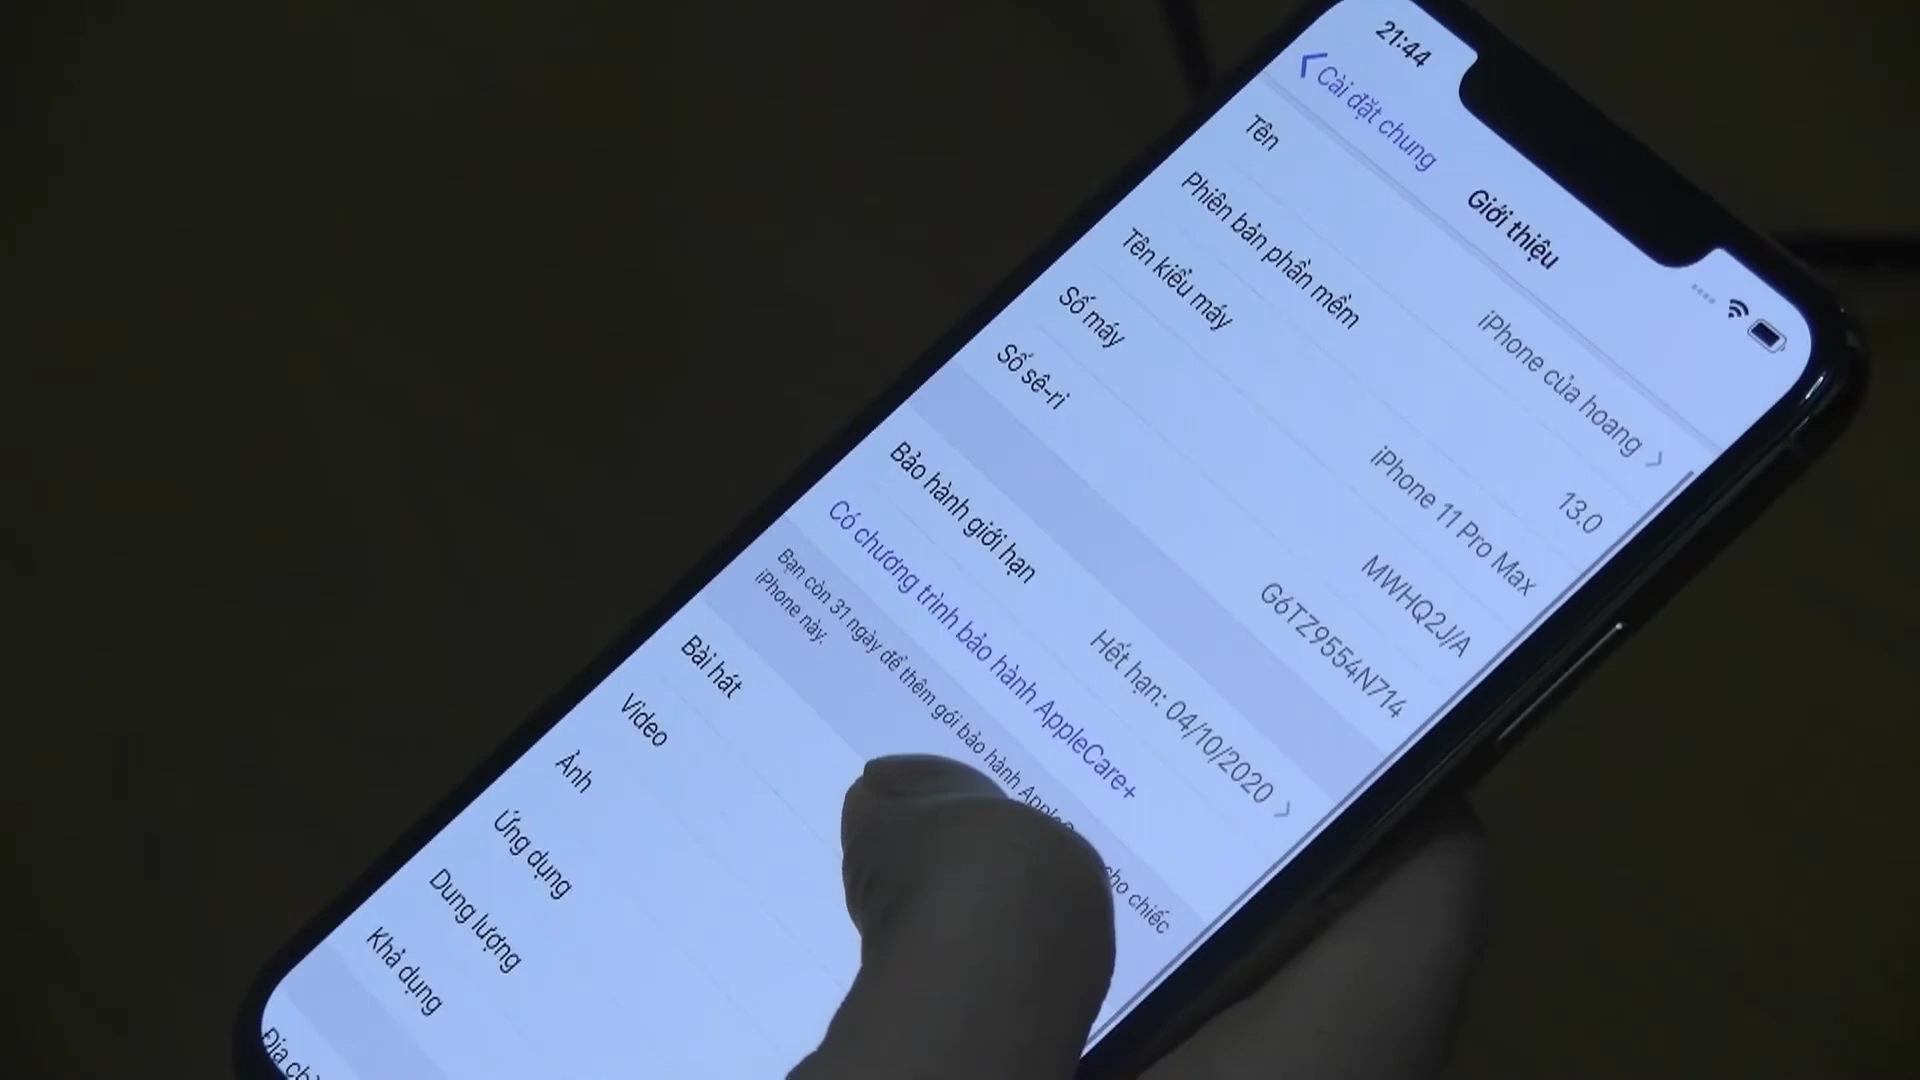 21:44
Cài đặt chung
Giới thiệu
Tên
iPhone của hoang
Phiên bản phần mềm
13.0
Tên kiểu máy
iPhone 11 Pro Max
Số máy
MWHQ2J/A
Số sê-ri
G6TZ9554N714
Bảo hành giới hạn
Hết hạn: 04/10/2020
Có chương trình bảo hành AppleCare+
Bạn còn 31 ngày để thêm gói bảo hành cho chiếc
iPhone này.
Bài hát
Video
Ảnh
Ứng dụng
Dung lượng
Khả dụng
Địa